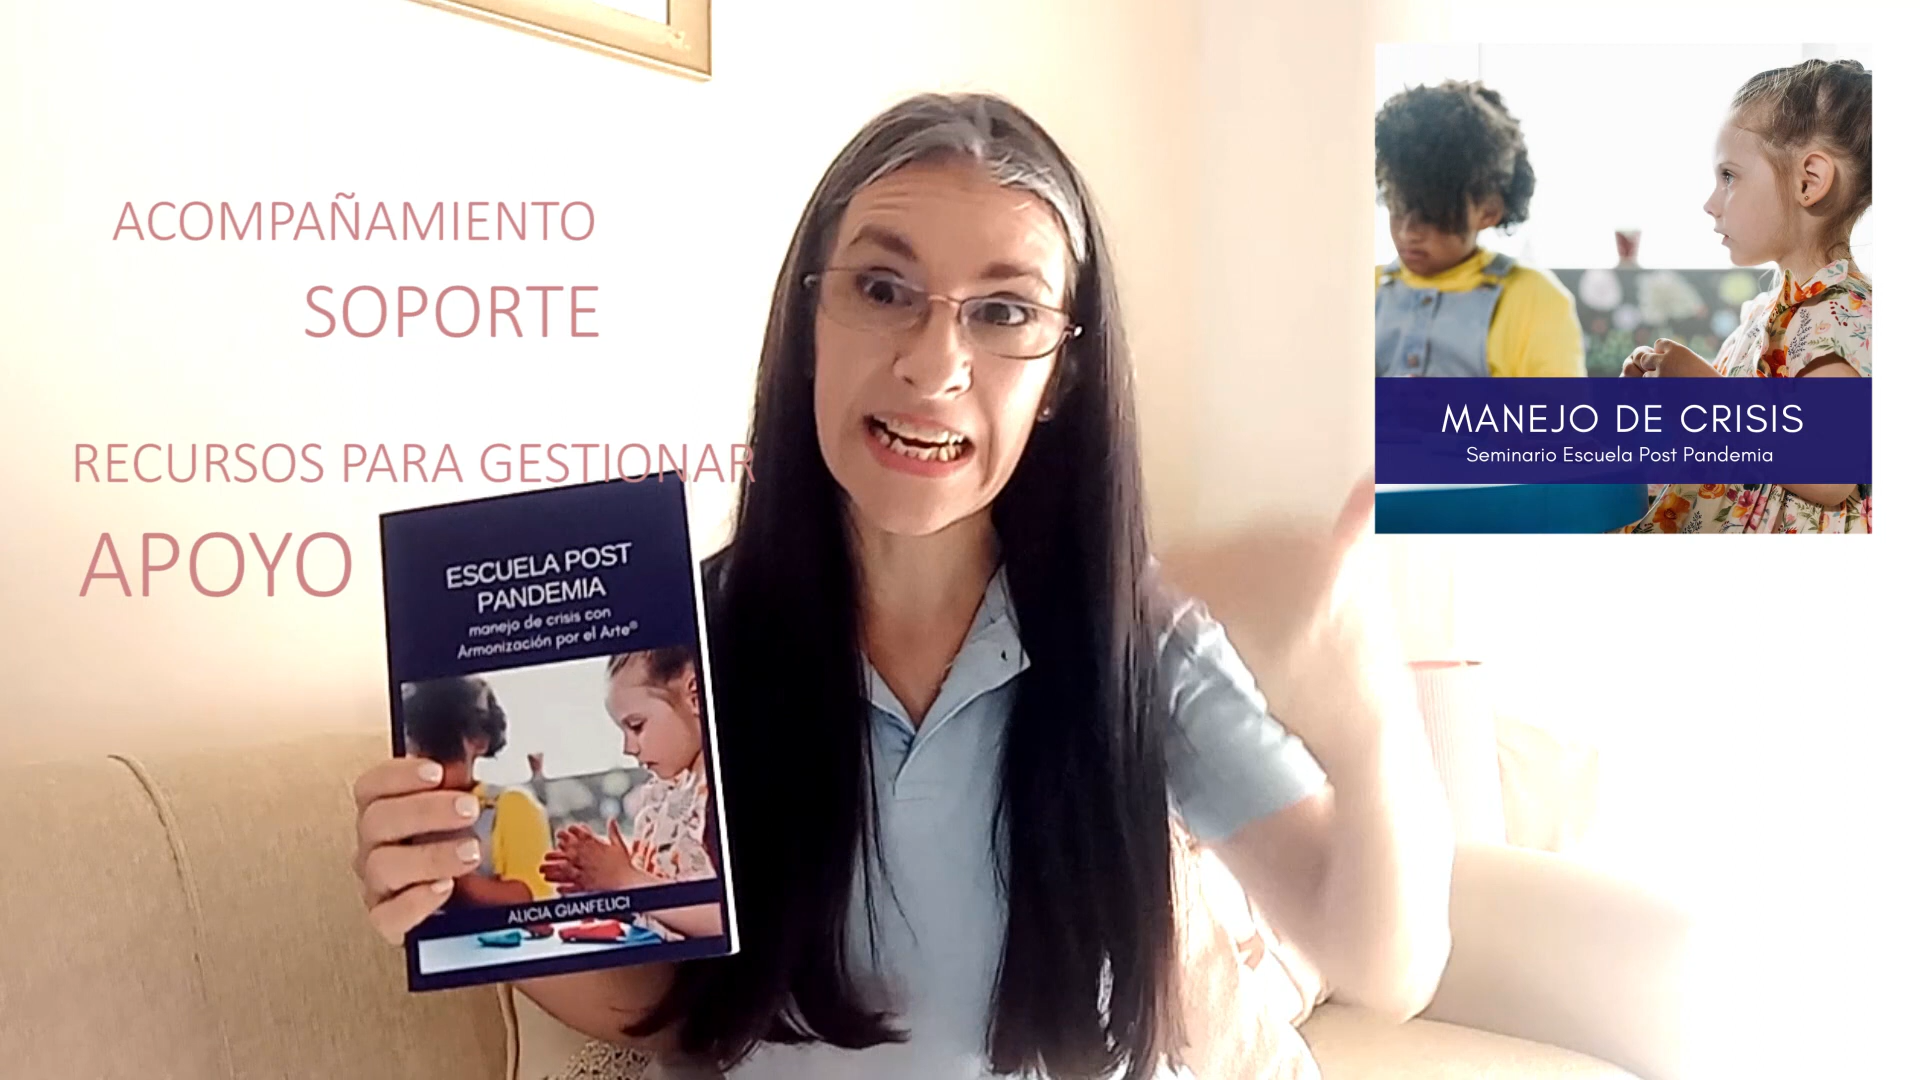 ACOMPAÑAMIENTO
SOPORTE
RECURSOS PARA GESTIONAR
APOYO
ESCUELA POST
PANDEMIA
manejo de crisis con
Armonización por el Arte®
ALICIA GIANFELICI
MANEJO DE CRISIS
Seminario Escuela Post Pandemia